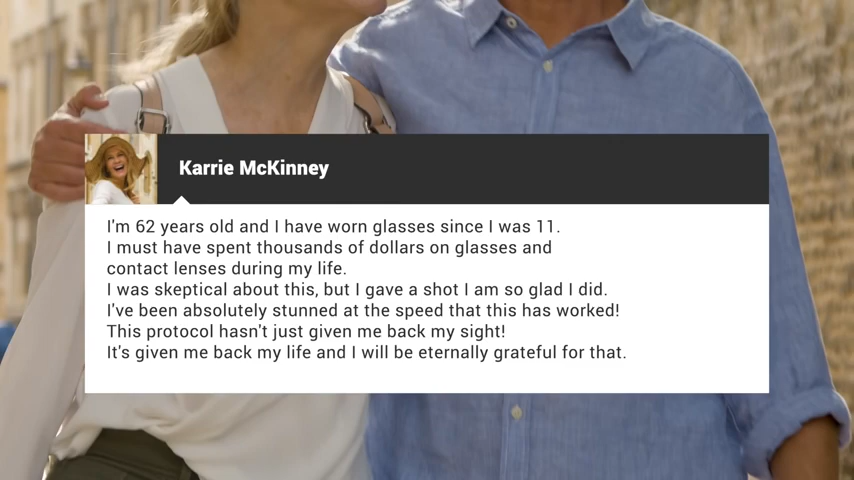 Karrie McKinney
I'm 62 years old and I have worn glasses since I was 11.
I must have spent thousands of dollars on glasses and
contact lenses during my life.
I was skeptical about this, but I gave a shot I am so glad I did.
I've been absolutely stunned at the speed that this has worked!
This protocol hasn't just given me back my sight!
It's given me back my life and I will be eternally grateful for that.